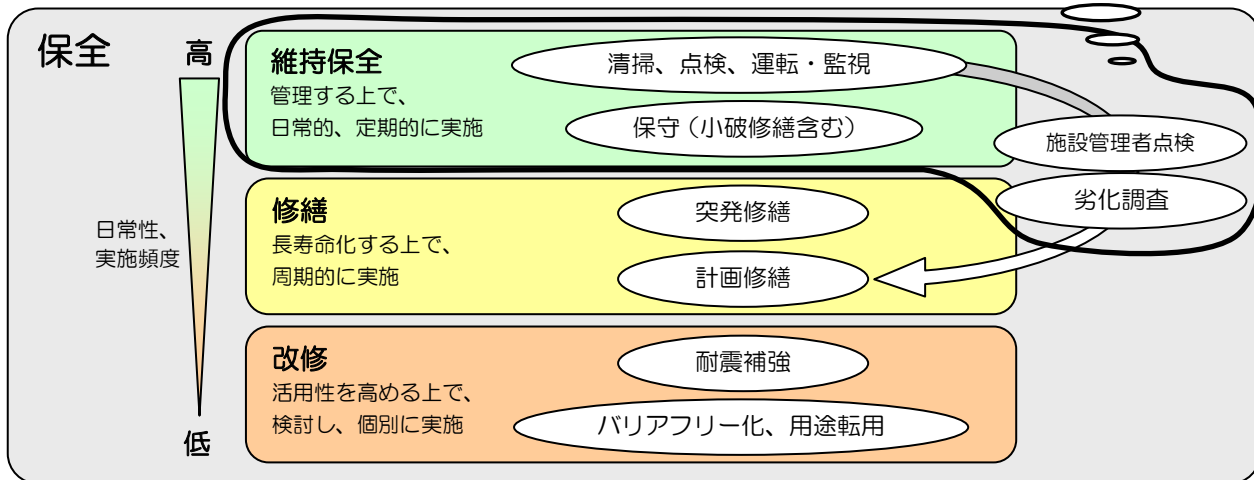 保全
高
日常性、
実施頻度
低
維持保全
管理する上で、
日常的、定期的に実施
清掃、点検、運転・監視
保守（小破修繕含む）
施設管理者点検
劣化調査
修繕
長寿命化する上で、
周期的に実施
突発修繕
計画修繕
改修
活用性を高める上で、
検討し、個別に実施
耐震補強
バリアフリー化、用途転用